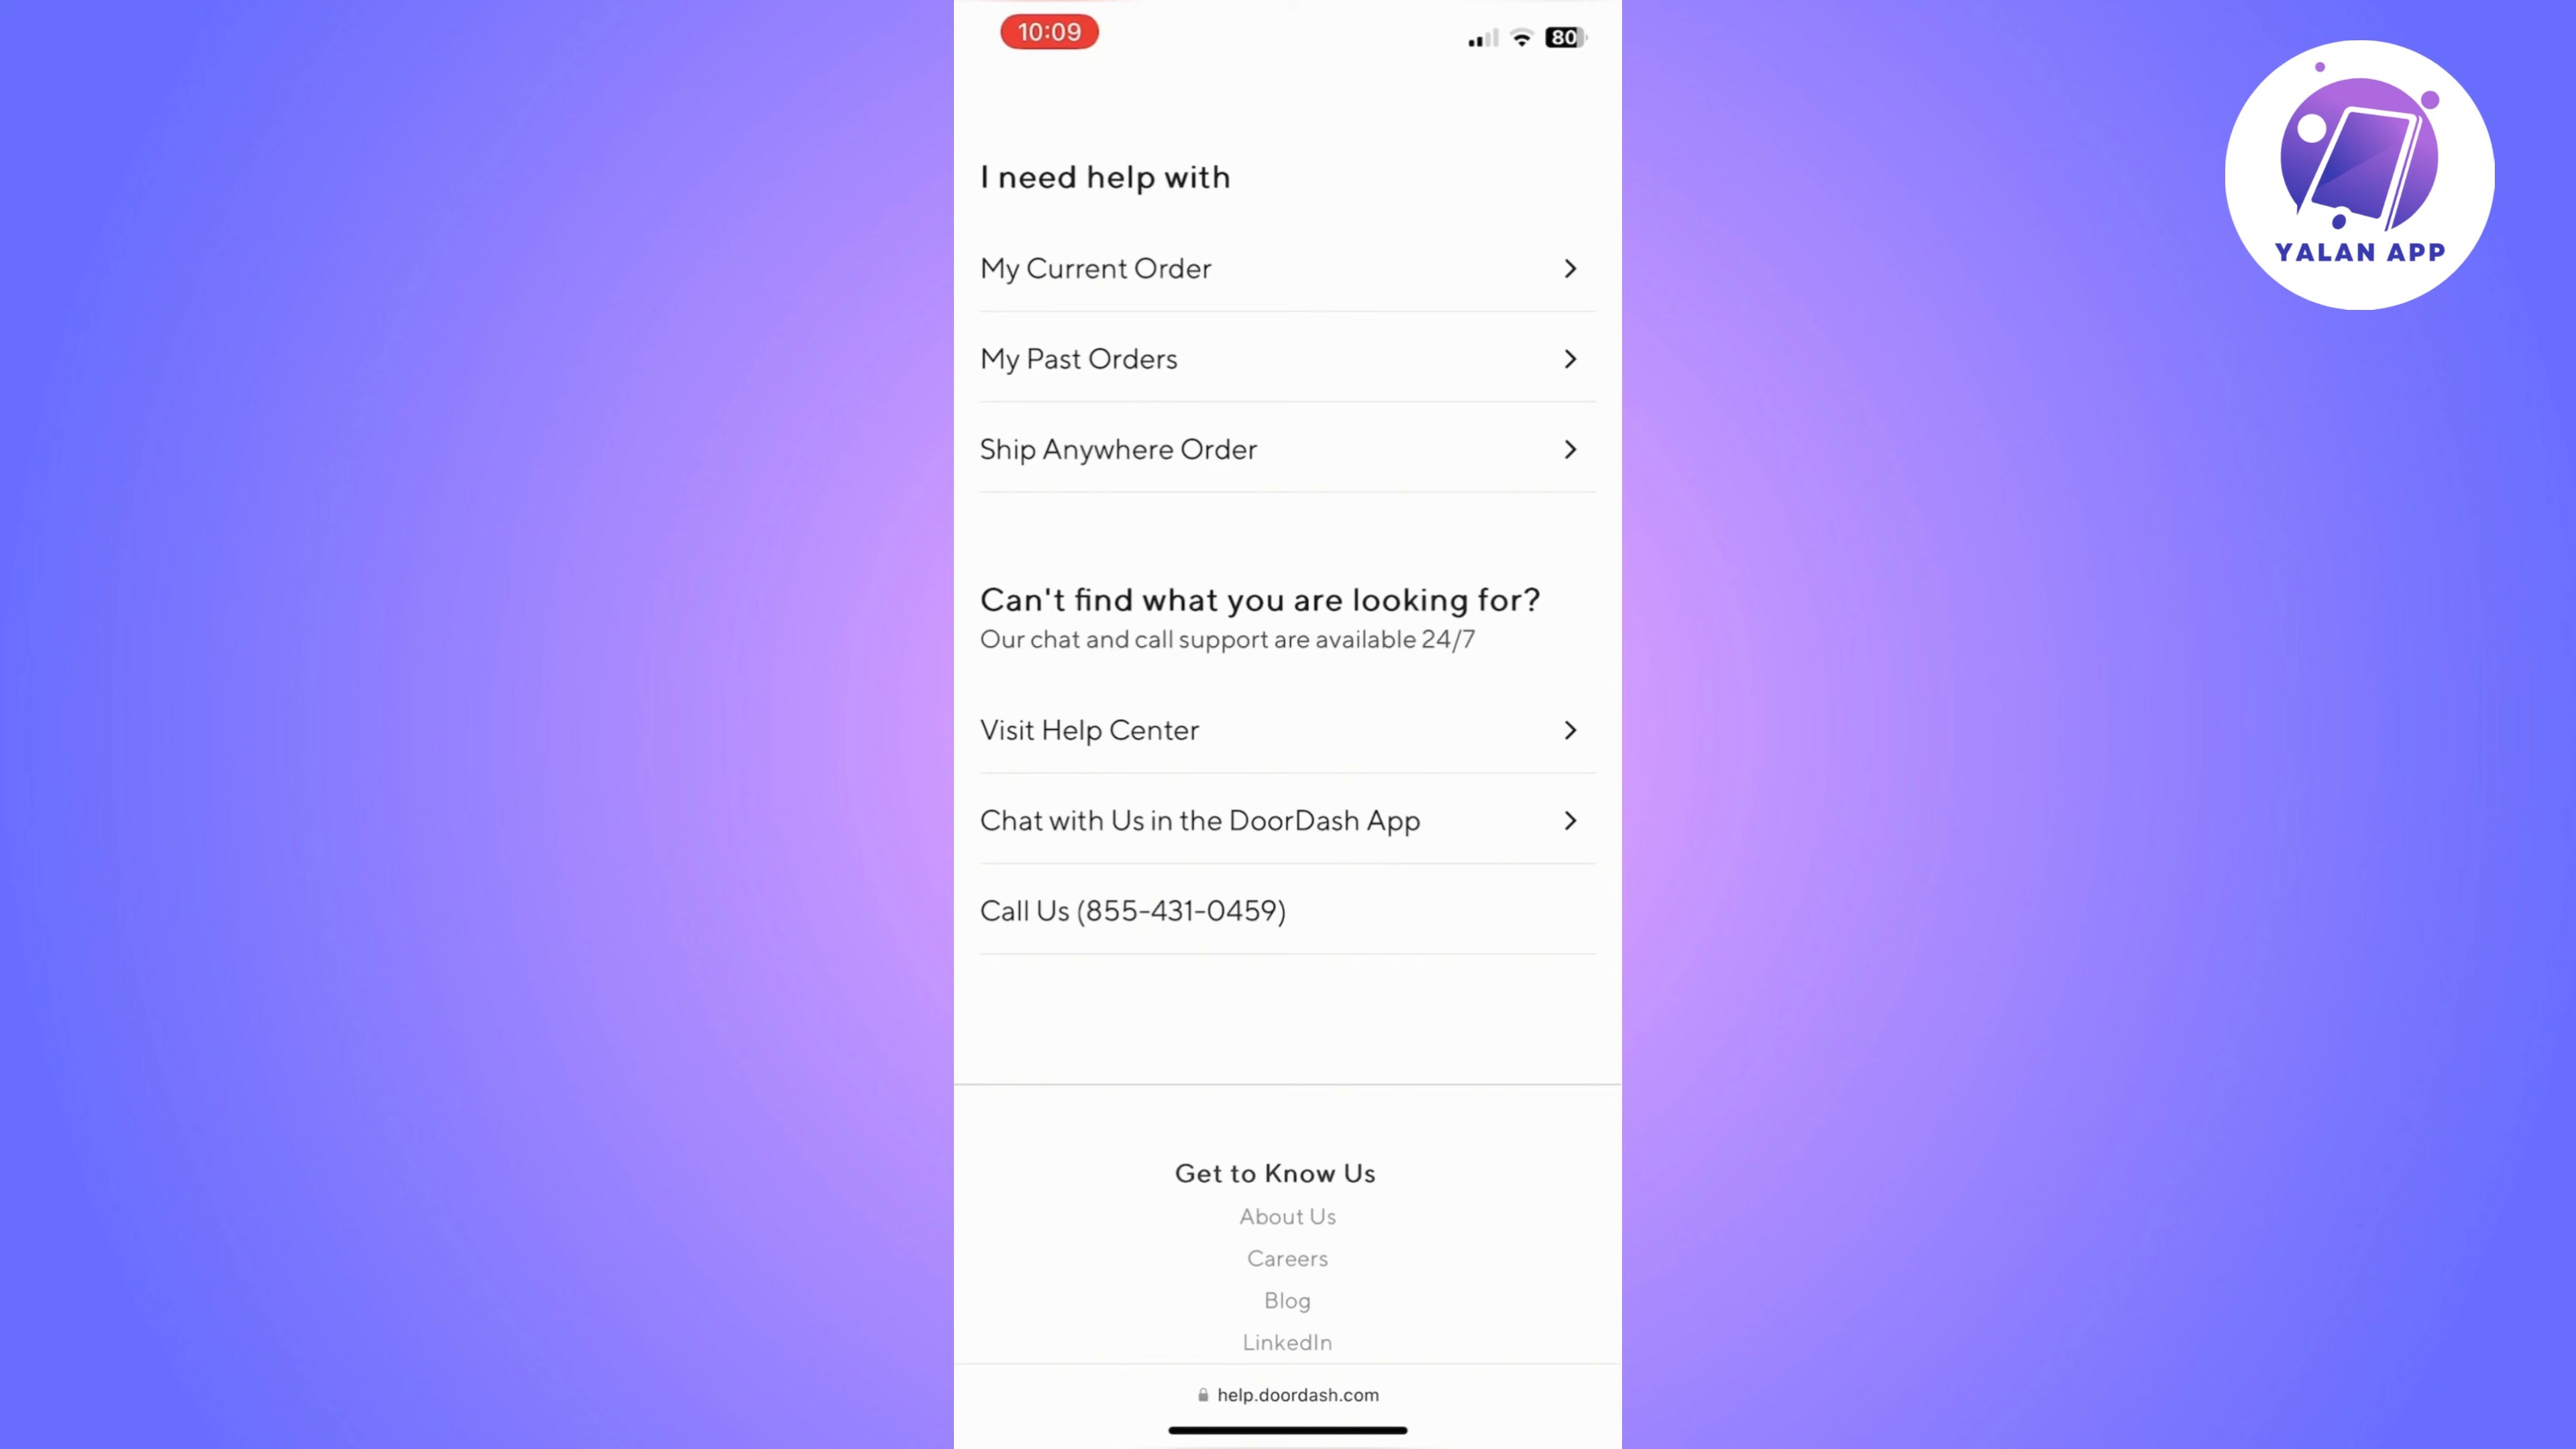 10:09
80
YALAN APP
I need help with
My Current Order
My Past Orders
Ship Anywhere Order
Can't find what you are looking for?
Our chat and call support are available 24/7
Visit Help Center
Chat with Us in the DoorDash App
Call Us (855-431-0459)
Get to Know Us
About Us
Careers
Blog
LinkedIn
help.doordash.com